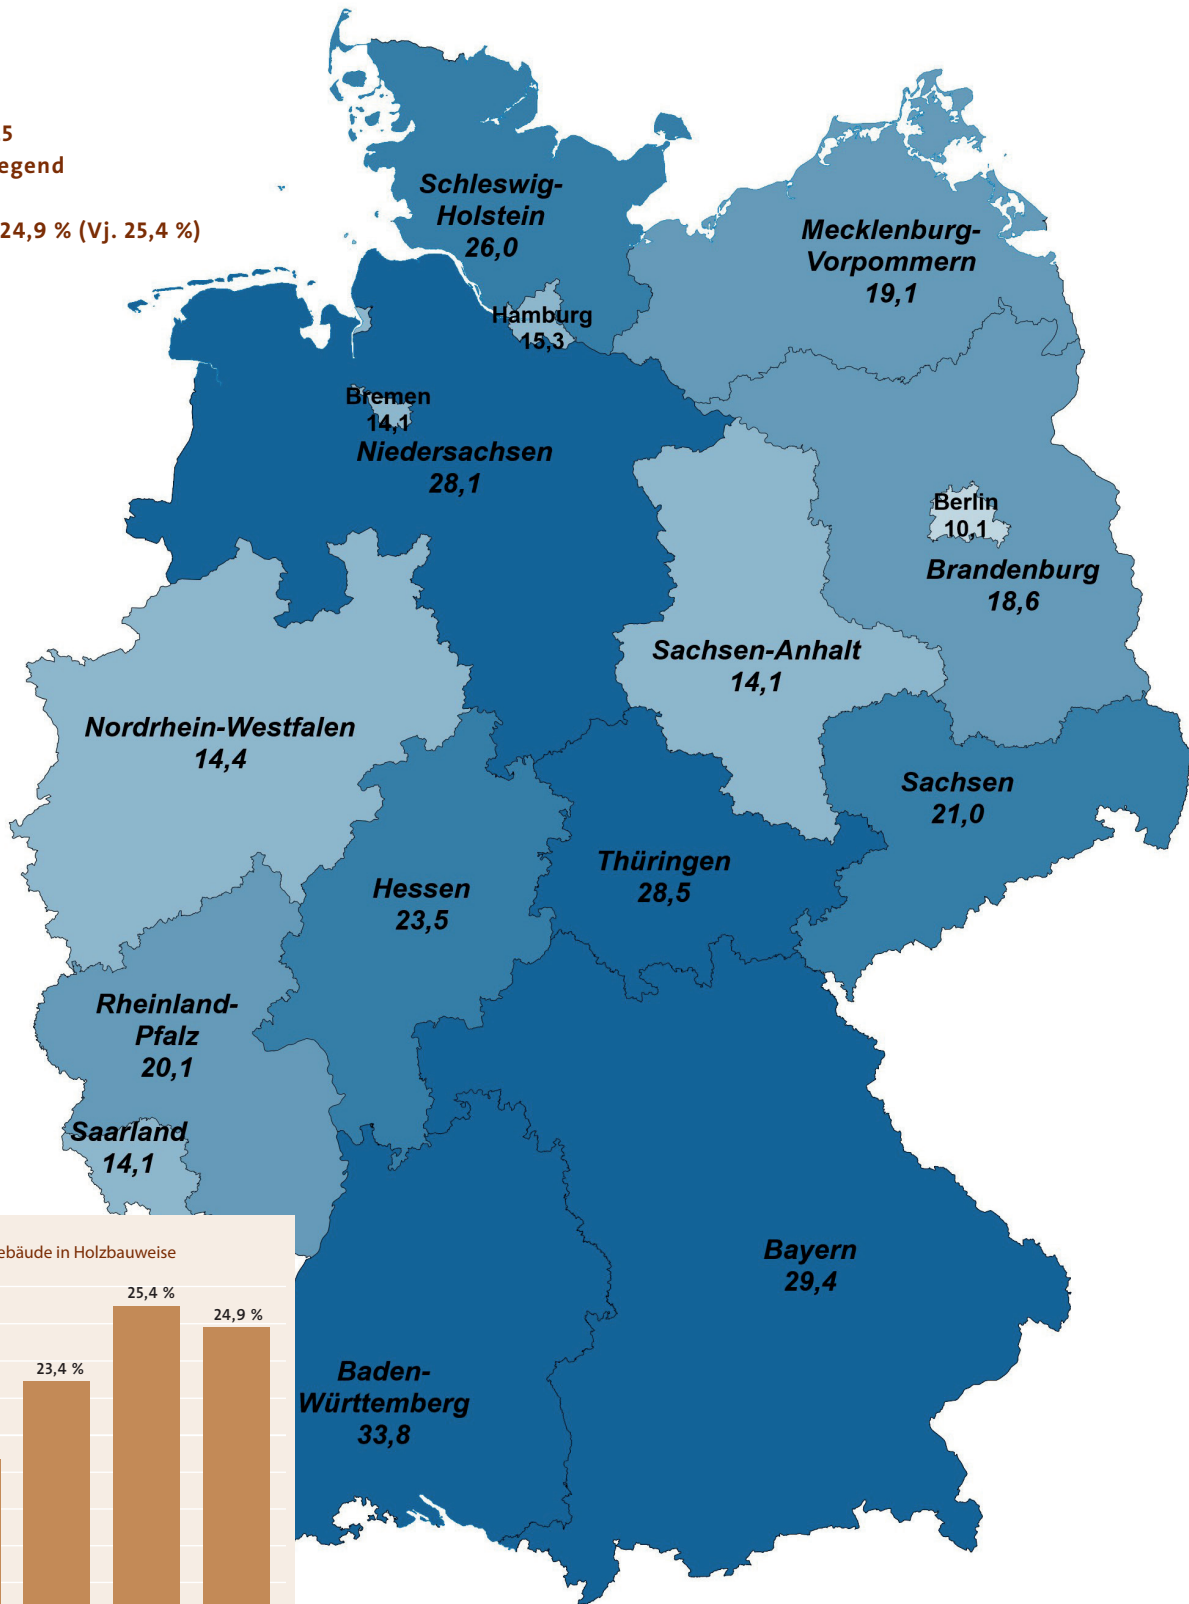 5
egend
24,9 % (Vj. 25,4 %)
Schleswig-
Holstein
26,0
Mecklenburg-
Vorpommern
19,1
Hamburg
15,3
Bremen
14,1
Niedersachsen
28,1
Berlin
10,1
Brandenburg
18,6
Sachsen-Anhalt
14,1
Nordrhein-Westfalen
14,4
Sachsen
21,0
Thüringen
28,5
Hessen
23,5
Rheinland-
Pfalz
20,1
Saarland
14,1
Bayern
29,4
Baden-
Württemberg
33,8
ebäude in Holzbauweise
25,4 %
24,9 %
23,4 %